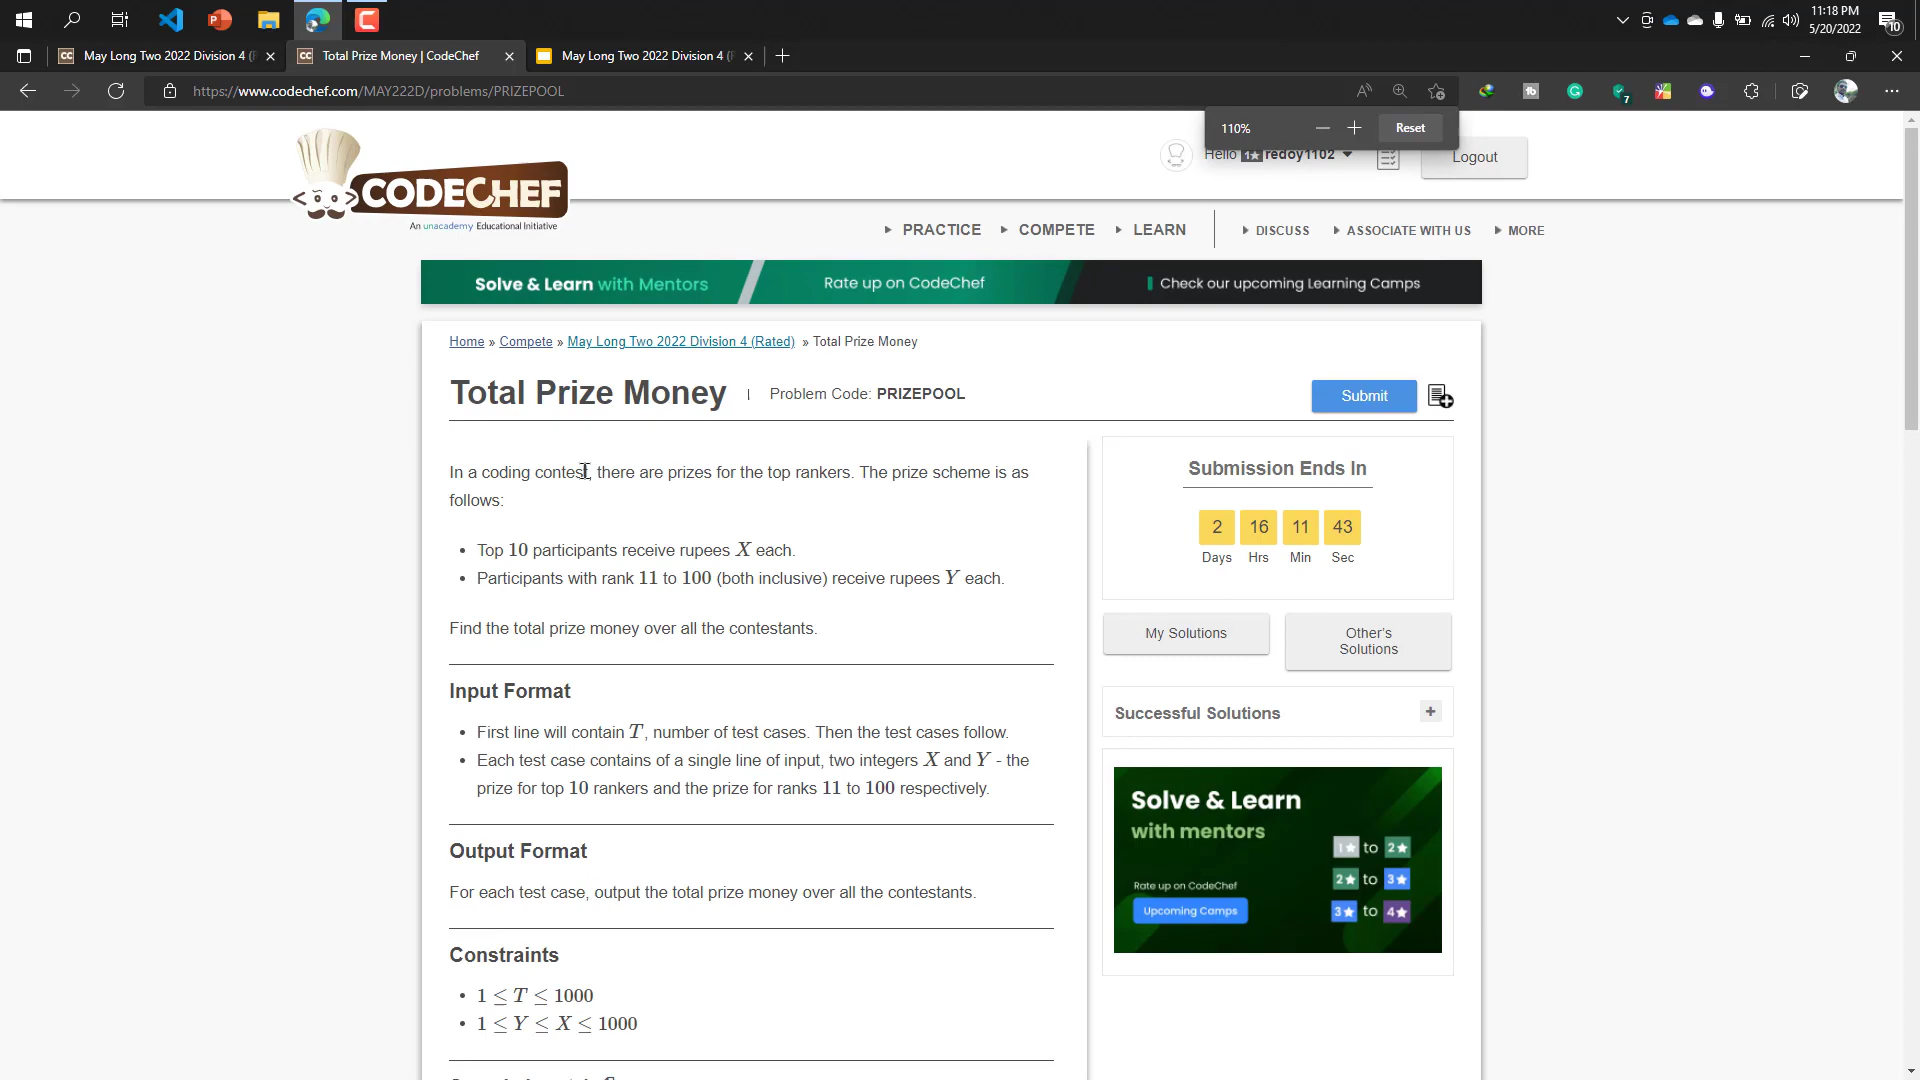 11:18 PM
5/20/2022
10
May Long Two 2022 Division 4 (
Total Prize Money | CodeChef
May Long Two 2022 Division 4 (
https://www.codechef.com/MAY222D/problems/PRIZEPOOL
7
110%
Reset
Hello 1★ redoy1102
Logout
CODECHEF
An unacademy Educational Initiative
PRACTICE COMPETE LEARN DISCUSS ASSOCIATE WITH US MORE
Solve & Learn with Mentors Rate up on CodeChef Check our upcoming Learning Camps
Home » Compete » May Long Two 2022 Division 4 (Rated) » Total Prize Money
Total Prize Money | Problem Code: PRIZEPOOL
Submit
In a coding contest, there are prizes for the top rankers. The prize scheme is as
follows:
• Top 10 participants receive rupees X each.
• Participants with rank 11 to 100 (both inclusive) receive rupees Y each.
Find the total prize money over all the contestants.
Input Format
• First line will contain T, number of test cases. Then the test cases follow.
• Each test case contains of a single line of input, two integers X and Y - the
prize for top 10 rankers and the prize for ranks 11 to 100 respectively.
Output Format
For each test case, output the total prize money over all the contestants.
Constraints
• 1 ≤ T ≤ 1000
• 1 ≤ Y ≤ X ≤ 1000
Submission Ends In
2 16 11 43
Days Hrs Min Sec
My Solutions
Other's
Solutions
Successful Solutions +
Solve & Learn
with mentors
1★ to 2★
2★ to 3★
3★ to 4★
Rate up on CodeChef
Upcoming Camps